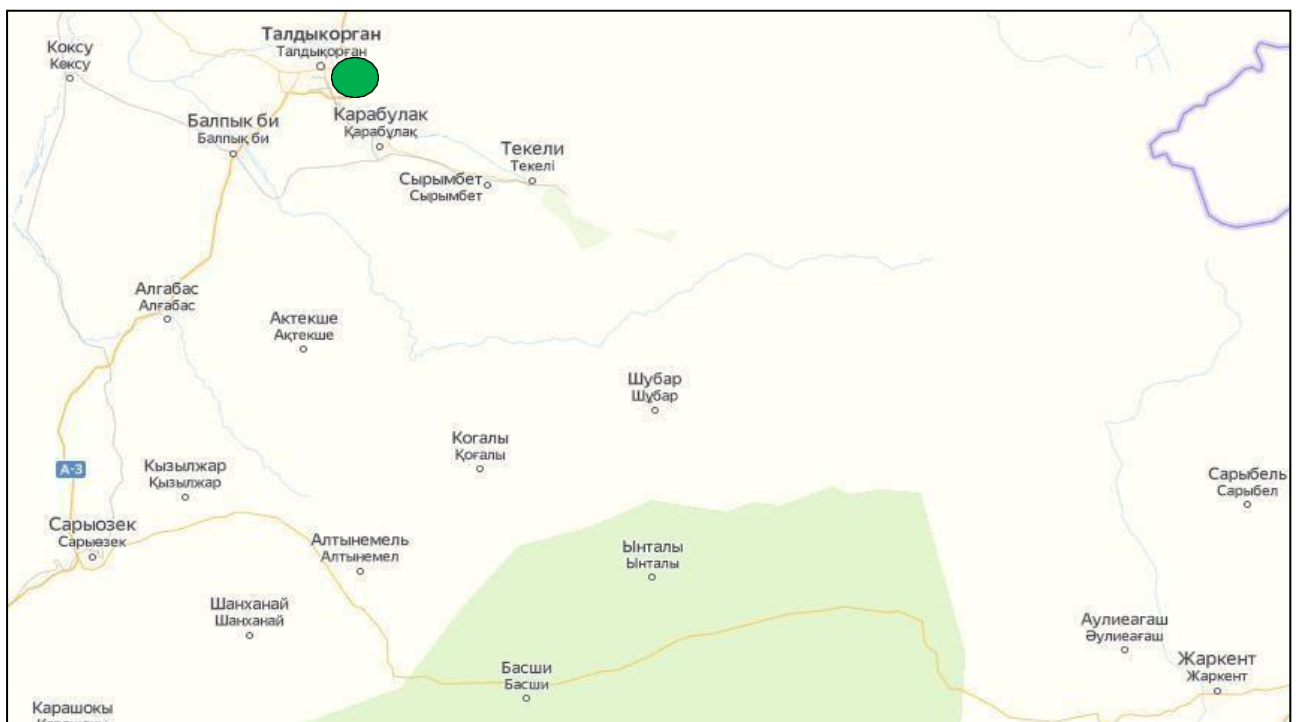 Талдыкорган
Талдықорған
Коксу
Көксу
Балпык би
Балпық би
Карабулак
Қарабұлақ
Текели
Текелі
Сырымбет
Сырымбет
Алгабас
Алғабас
Актекше
Ақтекше
Шубар
Шұбар
Когалы
Қоғалы
А-3
Кызылжар
Қызылжар
Сарыбель
Сарыбел
Сарыозек
Сарыөзек
Алтынемель
Алтынемел
Ынталы
Ынталы
Шанханай
Шанханай
Аулиеагаш
Әулиеағаш
Басши
Басши
Жаркент
Жаркент
Карашокы